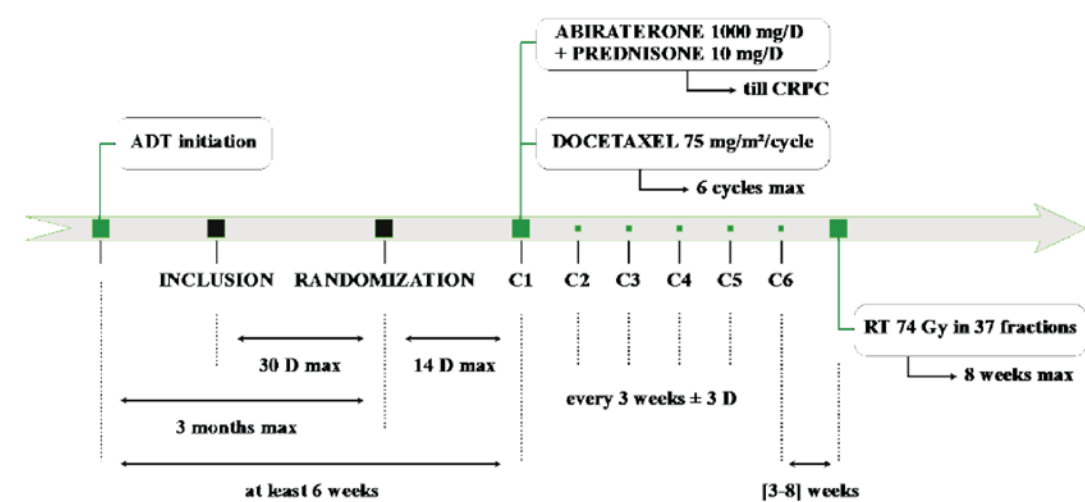 ABIRATERONE 1000 mg/D
+ PREDNISONE 10 mg/D
till CRPC
ADT initiation
DOCETAXEL 75 mg/m²/cycle
6 cycles max
INCLUSION RANDOMIZATION C1 C2 C3 C4 C5 C6
RT 74 Gy in 37 fractions
30 D max 14 D max
8 weeks max
every 3 weeks ± 3 D
3 months max
at least 6 weeks
[3-8] weeks